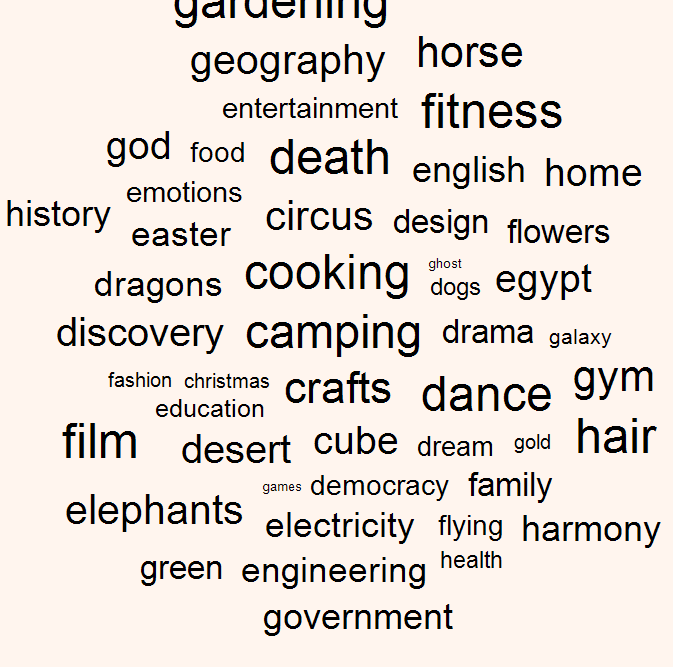 gardening
geography horse
entertainment fitness
god food death english home
emotions
history circus design flowers
easter
ghost
dragons cooking dogs egypt
discovery camping drama galaxy
fashion christmas crafts dance gym
education
film desert cube dream gold hair
games democracy family
elephants electricity flying harmony
green engineering health
government